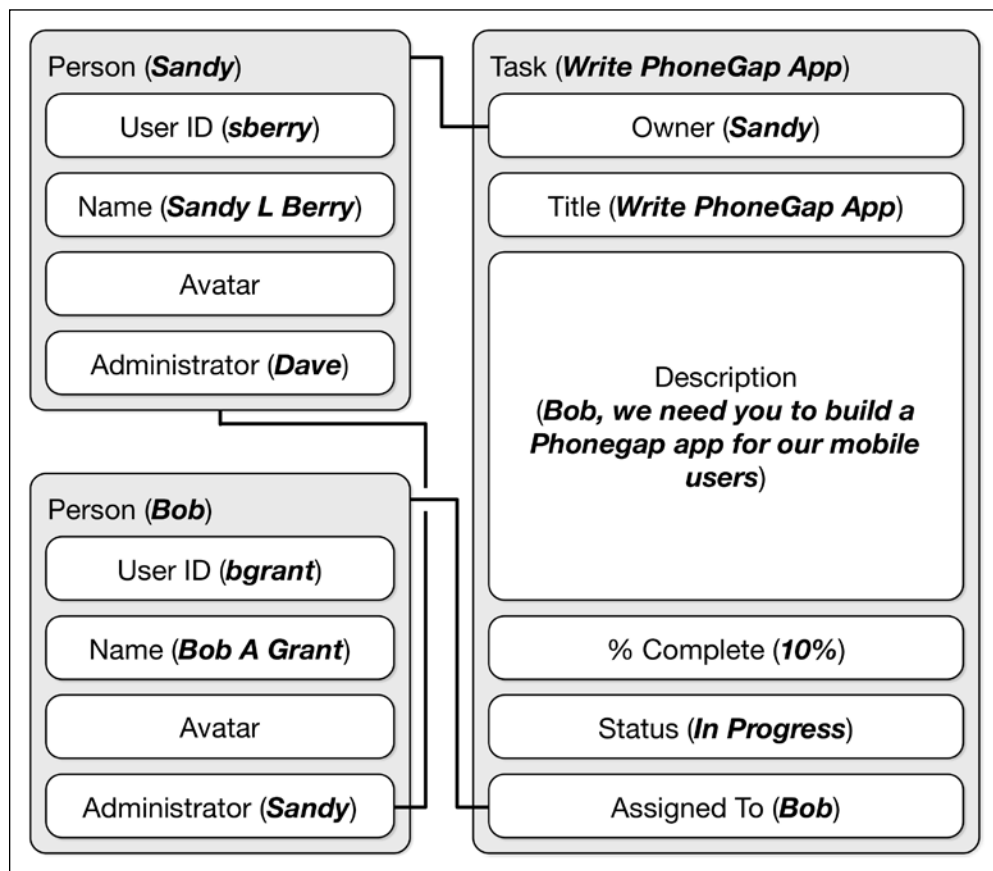 Person (Sandy)
User ID (sberry)
Name (Sandy L Berry)
Avatar
Administrator (Dave)
Person (Bob)
User ID (bgrant)
Name (Bob A Grant)
Avatar
Administrator (Sandy)
Task (Write PhoneGap App)
Owner (Sandy)
Title (Write PhoneGap App)
Description
(Bob, we need you to build a
Phonegap app for our mobile
users)
% Complete (10%)
Status (In Progress)
Assigned To (Bob)